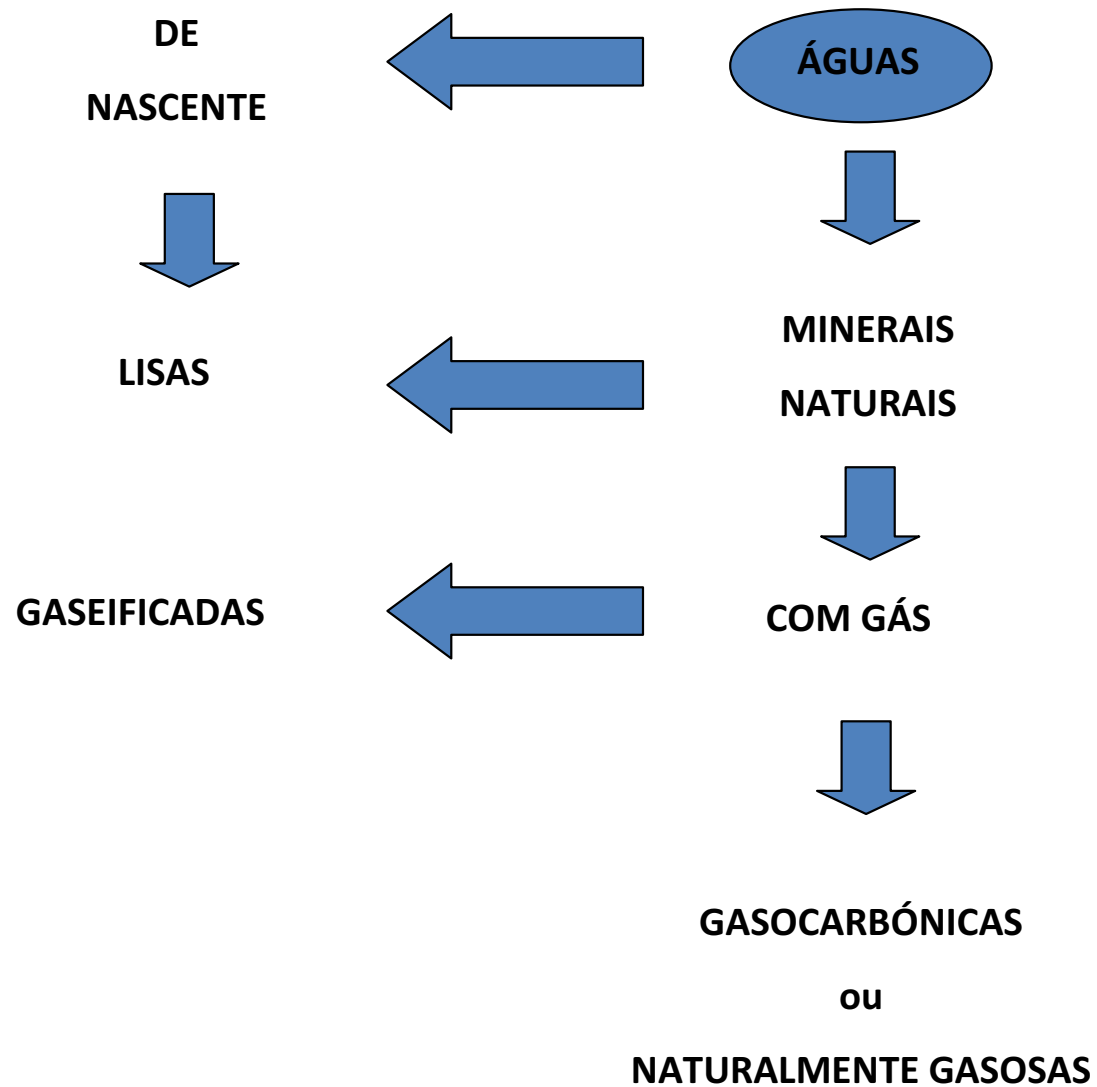 DE
NASCENTE
ÁGUAS
LISAS
MINERAIS
NATURAIS
GASEIFICADAS
COM GÁS
GASOCARBÓNICAS
ou
NATURALMENTE GASOSAS